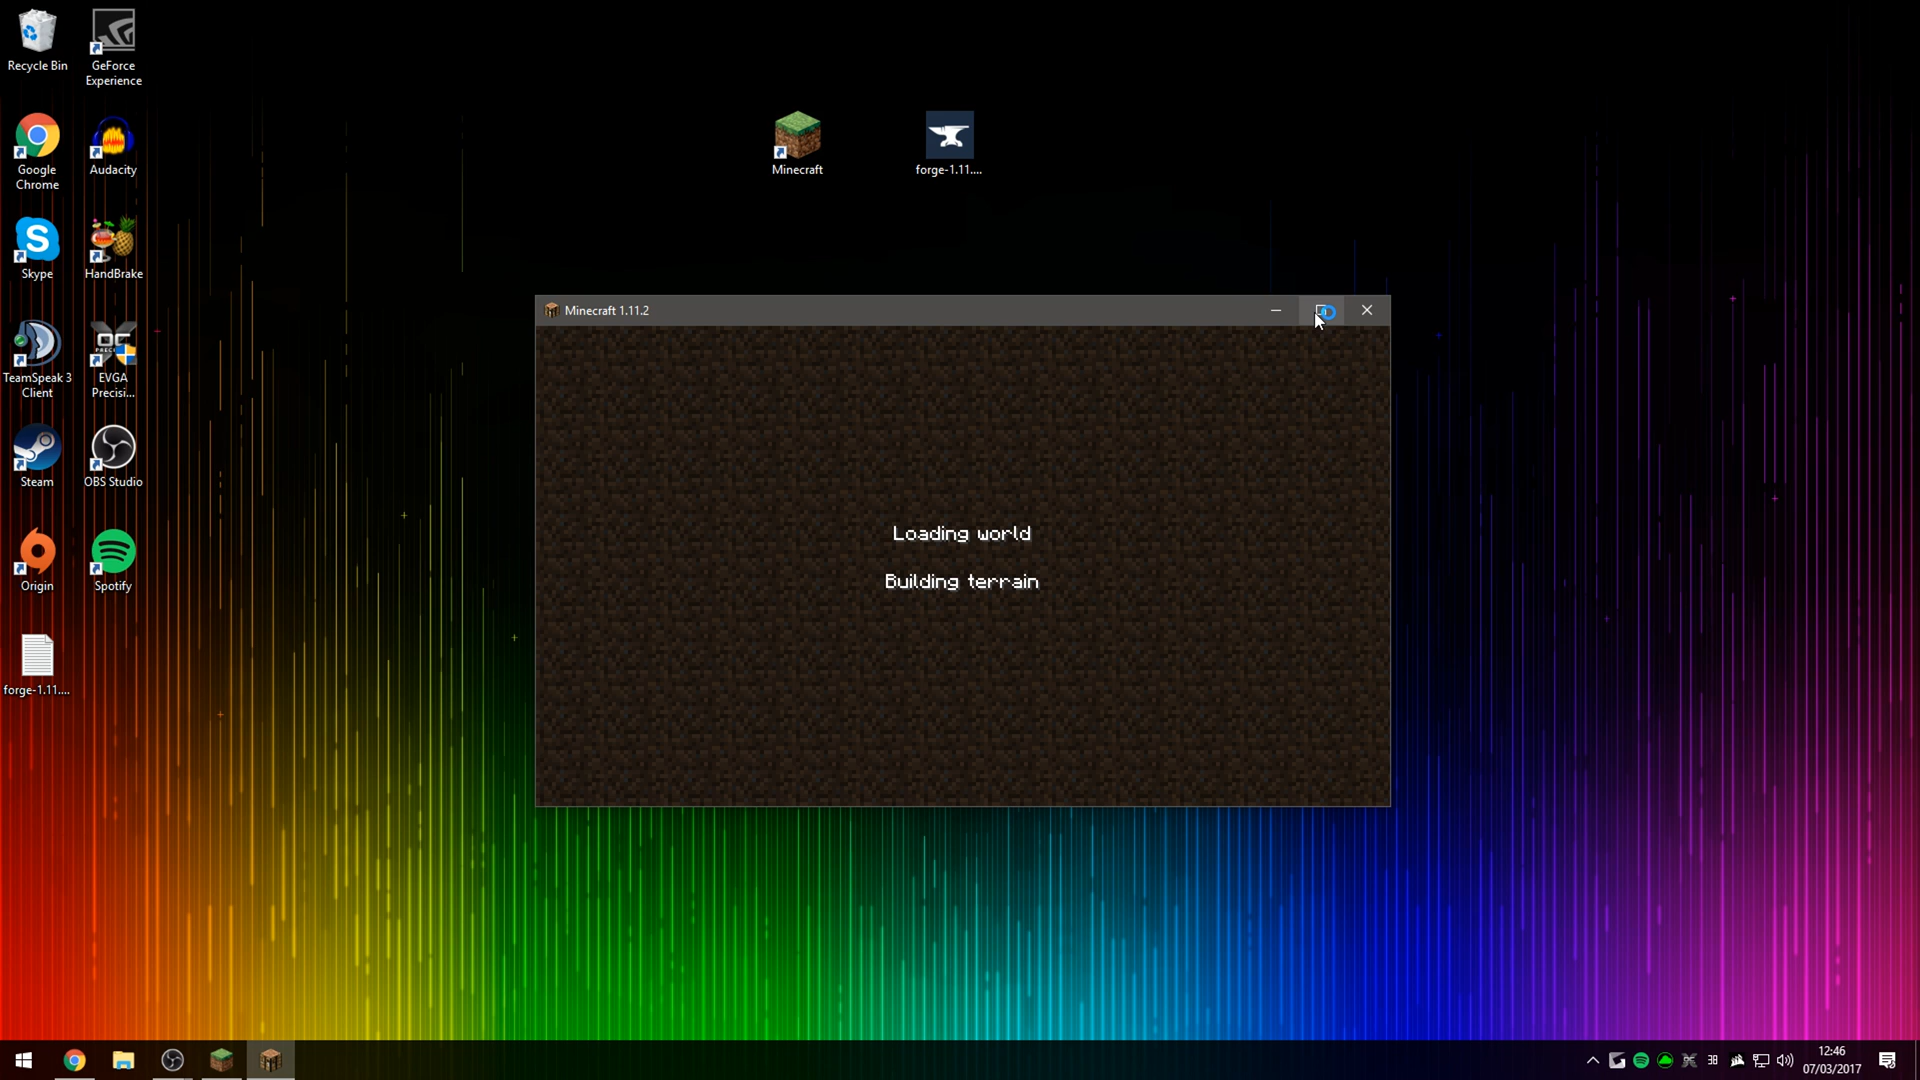 Recycle Bin
GeForce
Experience
Google
Chrome
Audacity
Skype
HandBrake
TeamSpeak 3
Client
EVGA
Precisi...
Steam
OBS Studio
Origin
Spotify
forge-1.11....
Minecraft
forge-1.11....
Minecraft 1.11.2
Loading world
Building terrain
12:46
07/03/2017